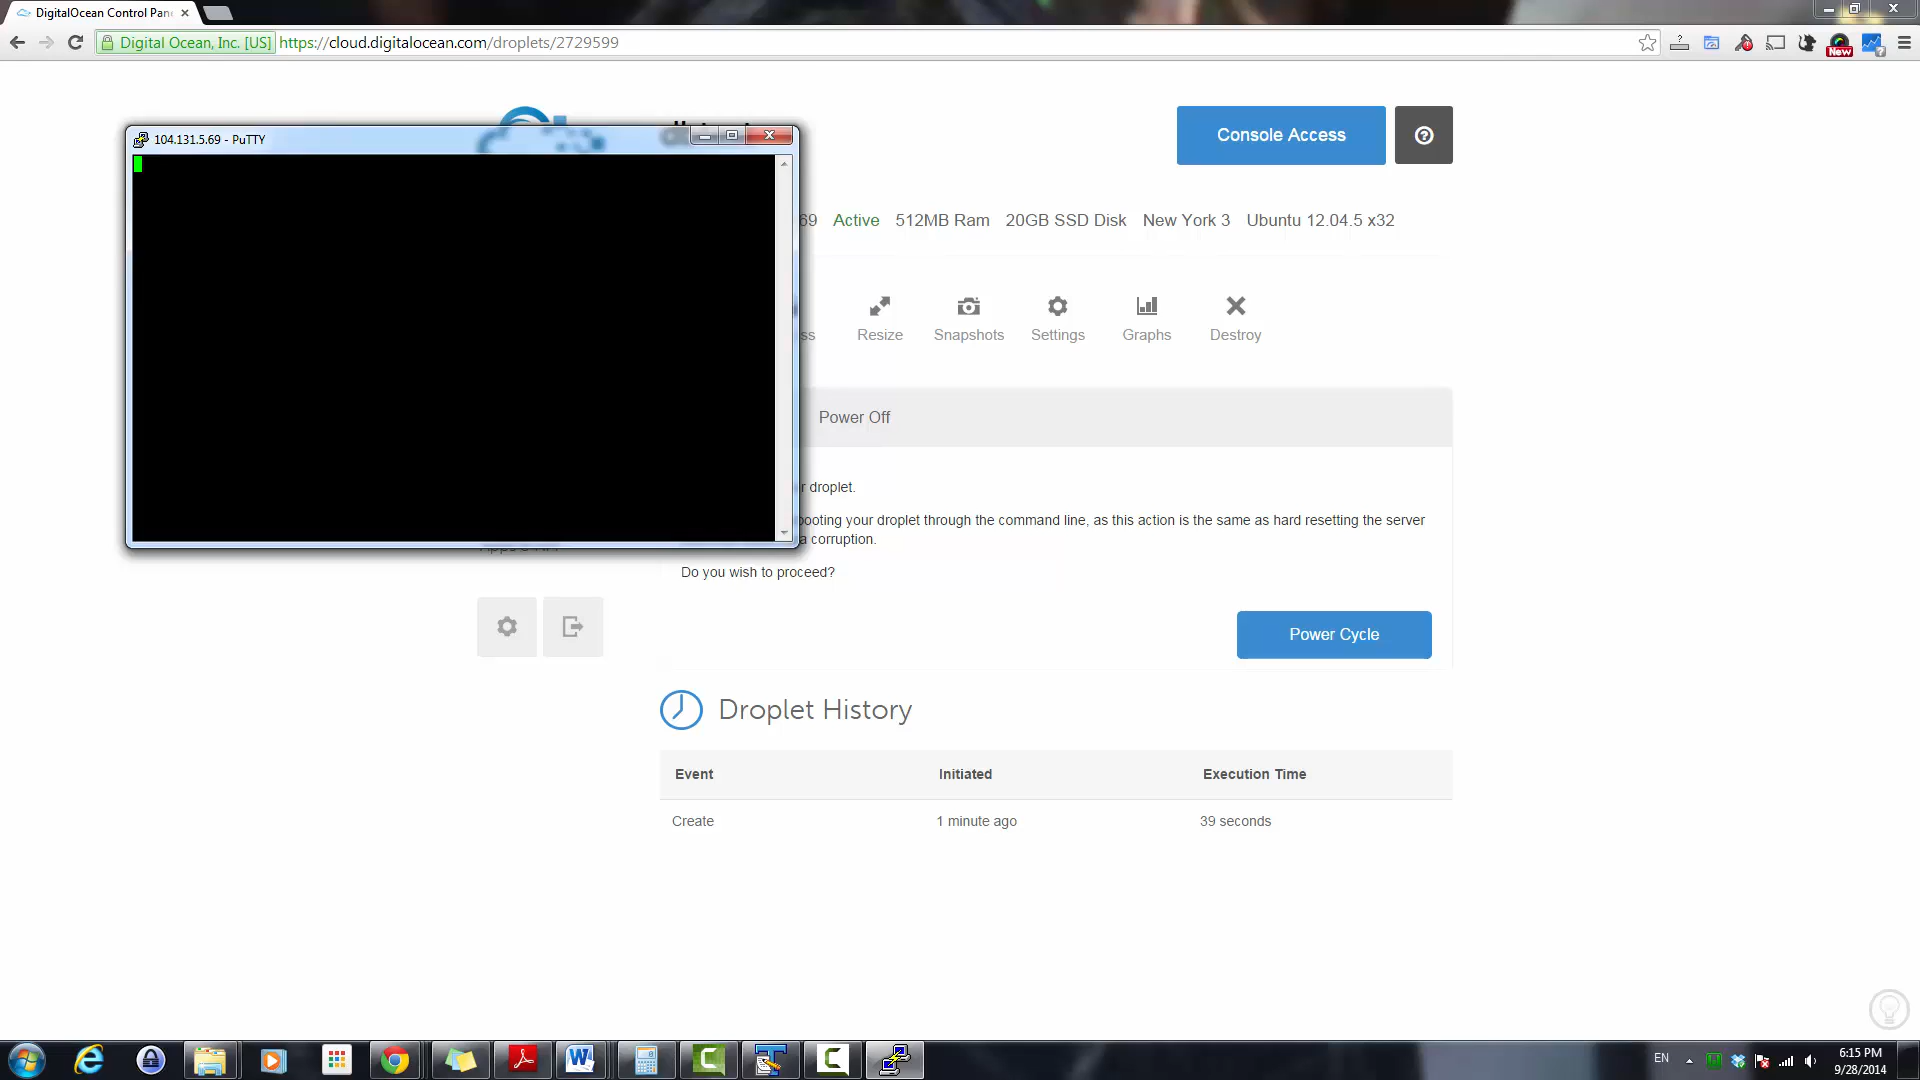 DigitalOcean Control Pan
Digital Ocean, Inc. [US]
https://cloud.digitalocean.com/droplets/2729599
New
104.131.5.69 - PuTTY
Console Access
69 Active 512MB Ram 20GB SSD Disk New York 3 Ubuntu 12.04.5 x32
ss Resize Snapshots Settings Graphs Destroy
Power Off
r droplet.
booting your droplet through the command line, as this action is the same as hard resetting the server
a corruption.
Do you wish to proceed?
Power Cycle
Droplet History
Event Initiated Execution Time
Create 1 minute ago 39 seconds
EN
6:15 PM
9/28/2014